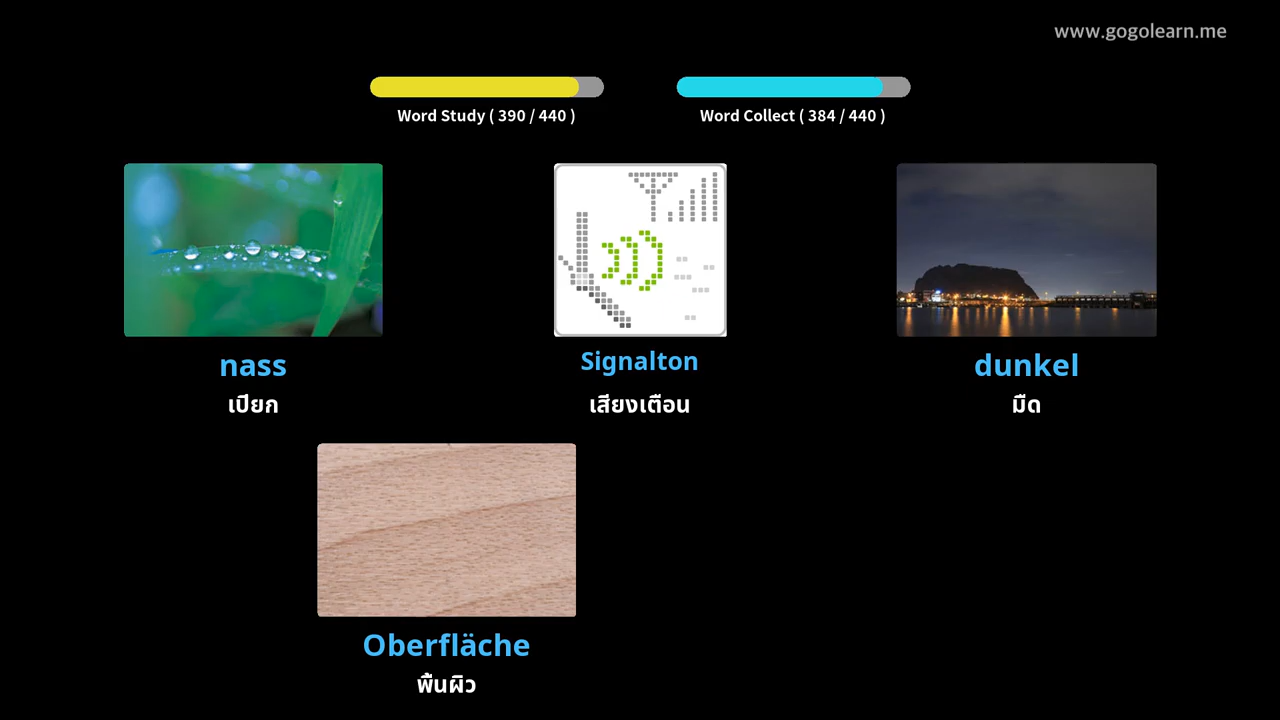 www.gogolearn.me
Word Study ( 390 / 440 )
Word Collect ( 384 / 440 )
nass
เปียก
Signalton
เสียงเตือน
dunkel
มืด
Oberfläche
พื้นผิว